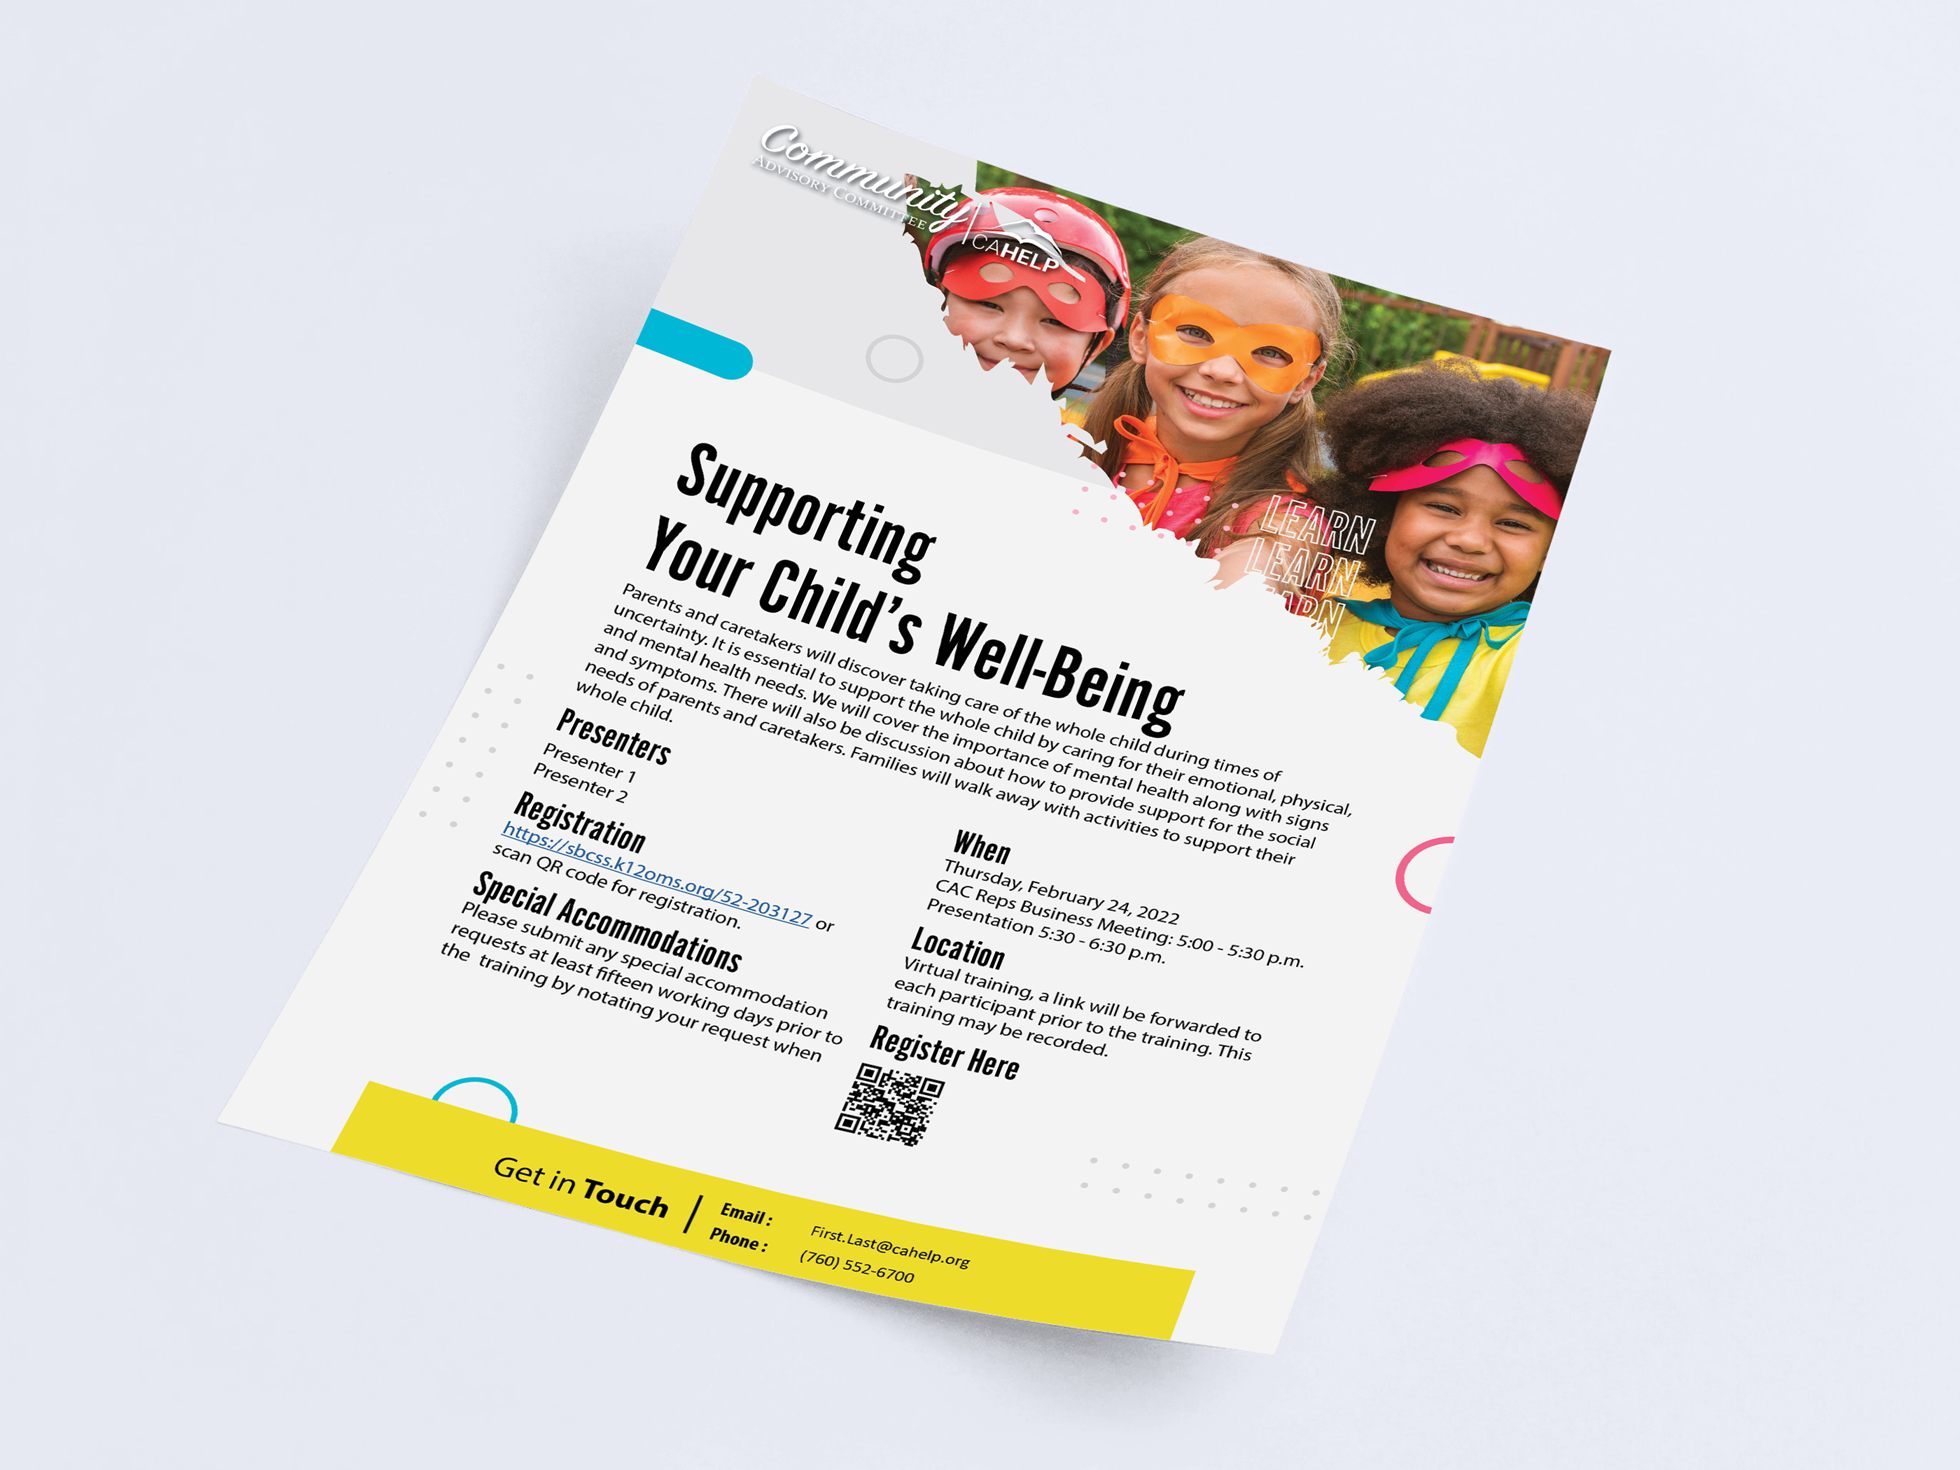 Community
ADVISORY COMMITTEE
CAHELP
LEARN
LEARN
LEARN
Supporting
Your Child's Well-Being
Parents and caretakers will discover taking care of the whole child during times of
uncertainty. It is essential to support the whole child by caring for their emotional, physical,
and mental health needs. We will cover the importance of mental health along with signs
and symptoms. There will also be discussion about how to provide support for the social
needs of parents and caretakers. Families will walk away with activities to support their
whole child.
Presenters
Presenter 1
Presenter 2
Registration
https://sbcss.k12oms.org/52-203127 or
scan QR code for registration.
Special Accommodations
Please submit any special accommodation
requests at least fifteen working days prior to
the  training by notating your request when
When
Thursday, February 24, 2022
CAC Reps Business Meeting: 5:00 - 5:30 p.m.
Presentation 5:30 - 6:30 p.m.
Location
Virtual training, a link will be forwarded to
each participant prior to the training. This
training may be recorded.
Register Here
Get in Touch
Email :
First.Last@cahelp.org
Phone :
(760) 552-6700